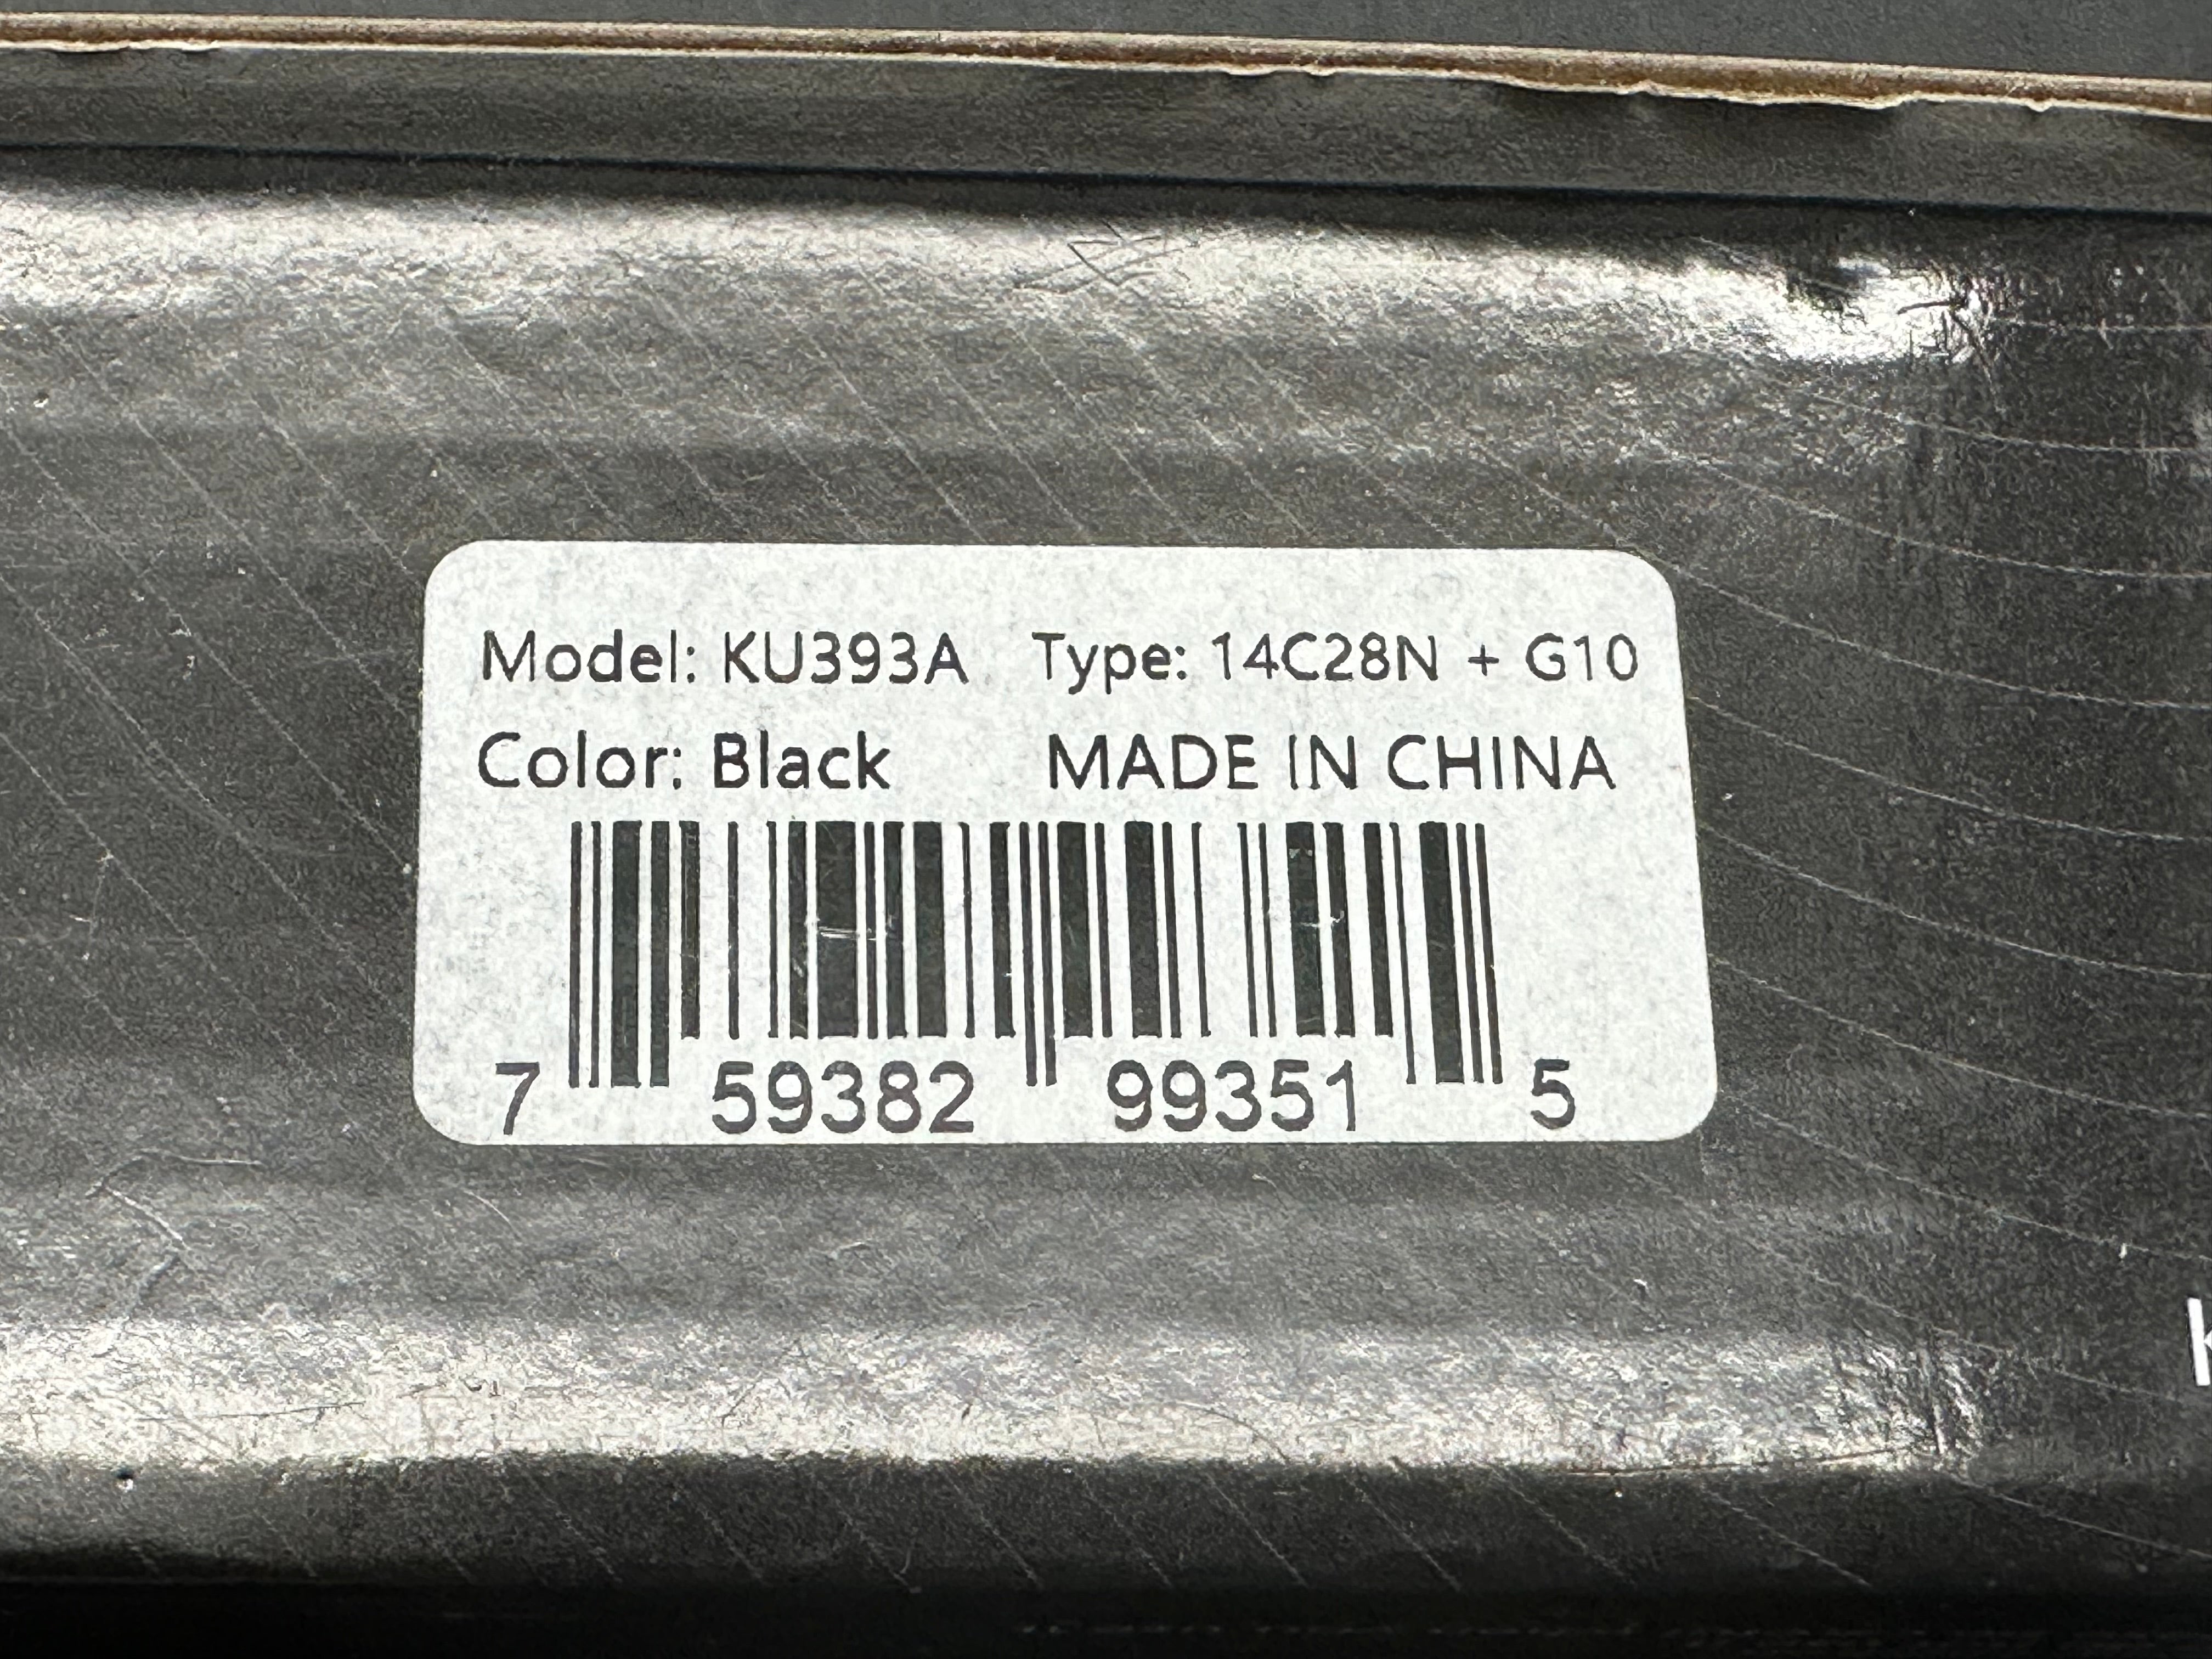 Model: KU393A Type: 14C28N + G10
Color: Black MADE IN CHINA
7 59382 99351 5